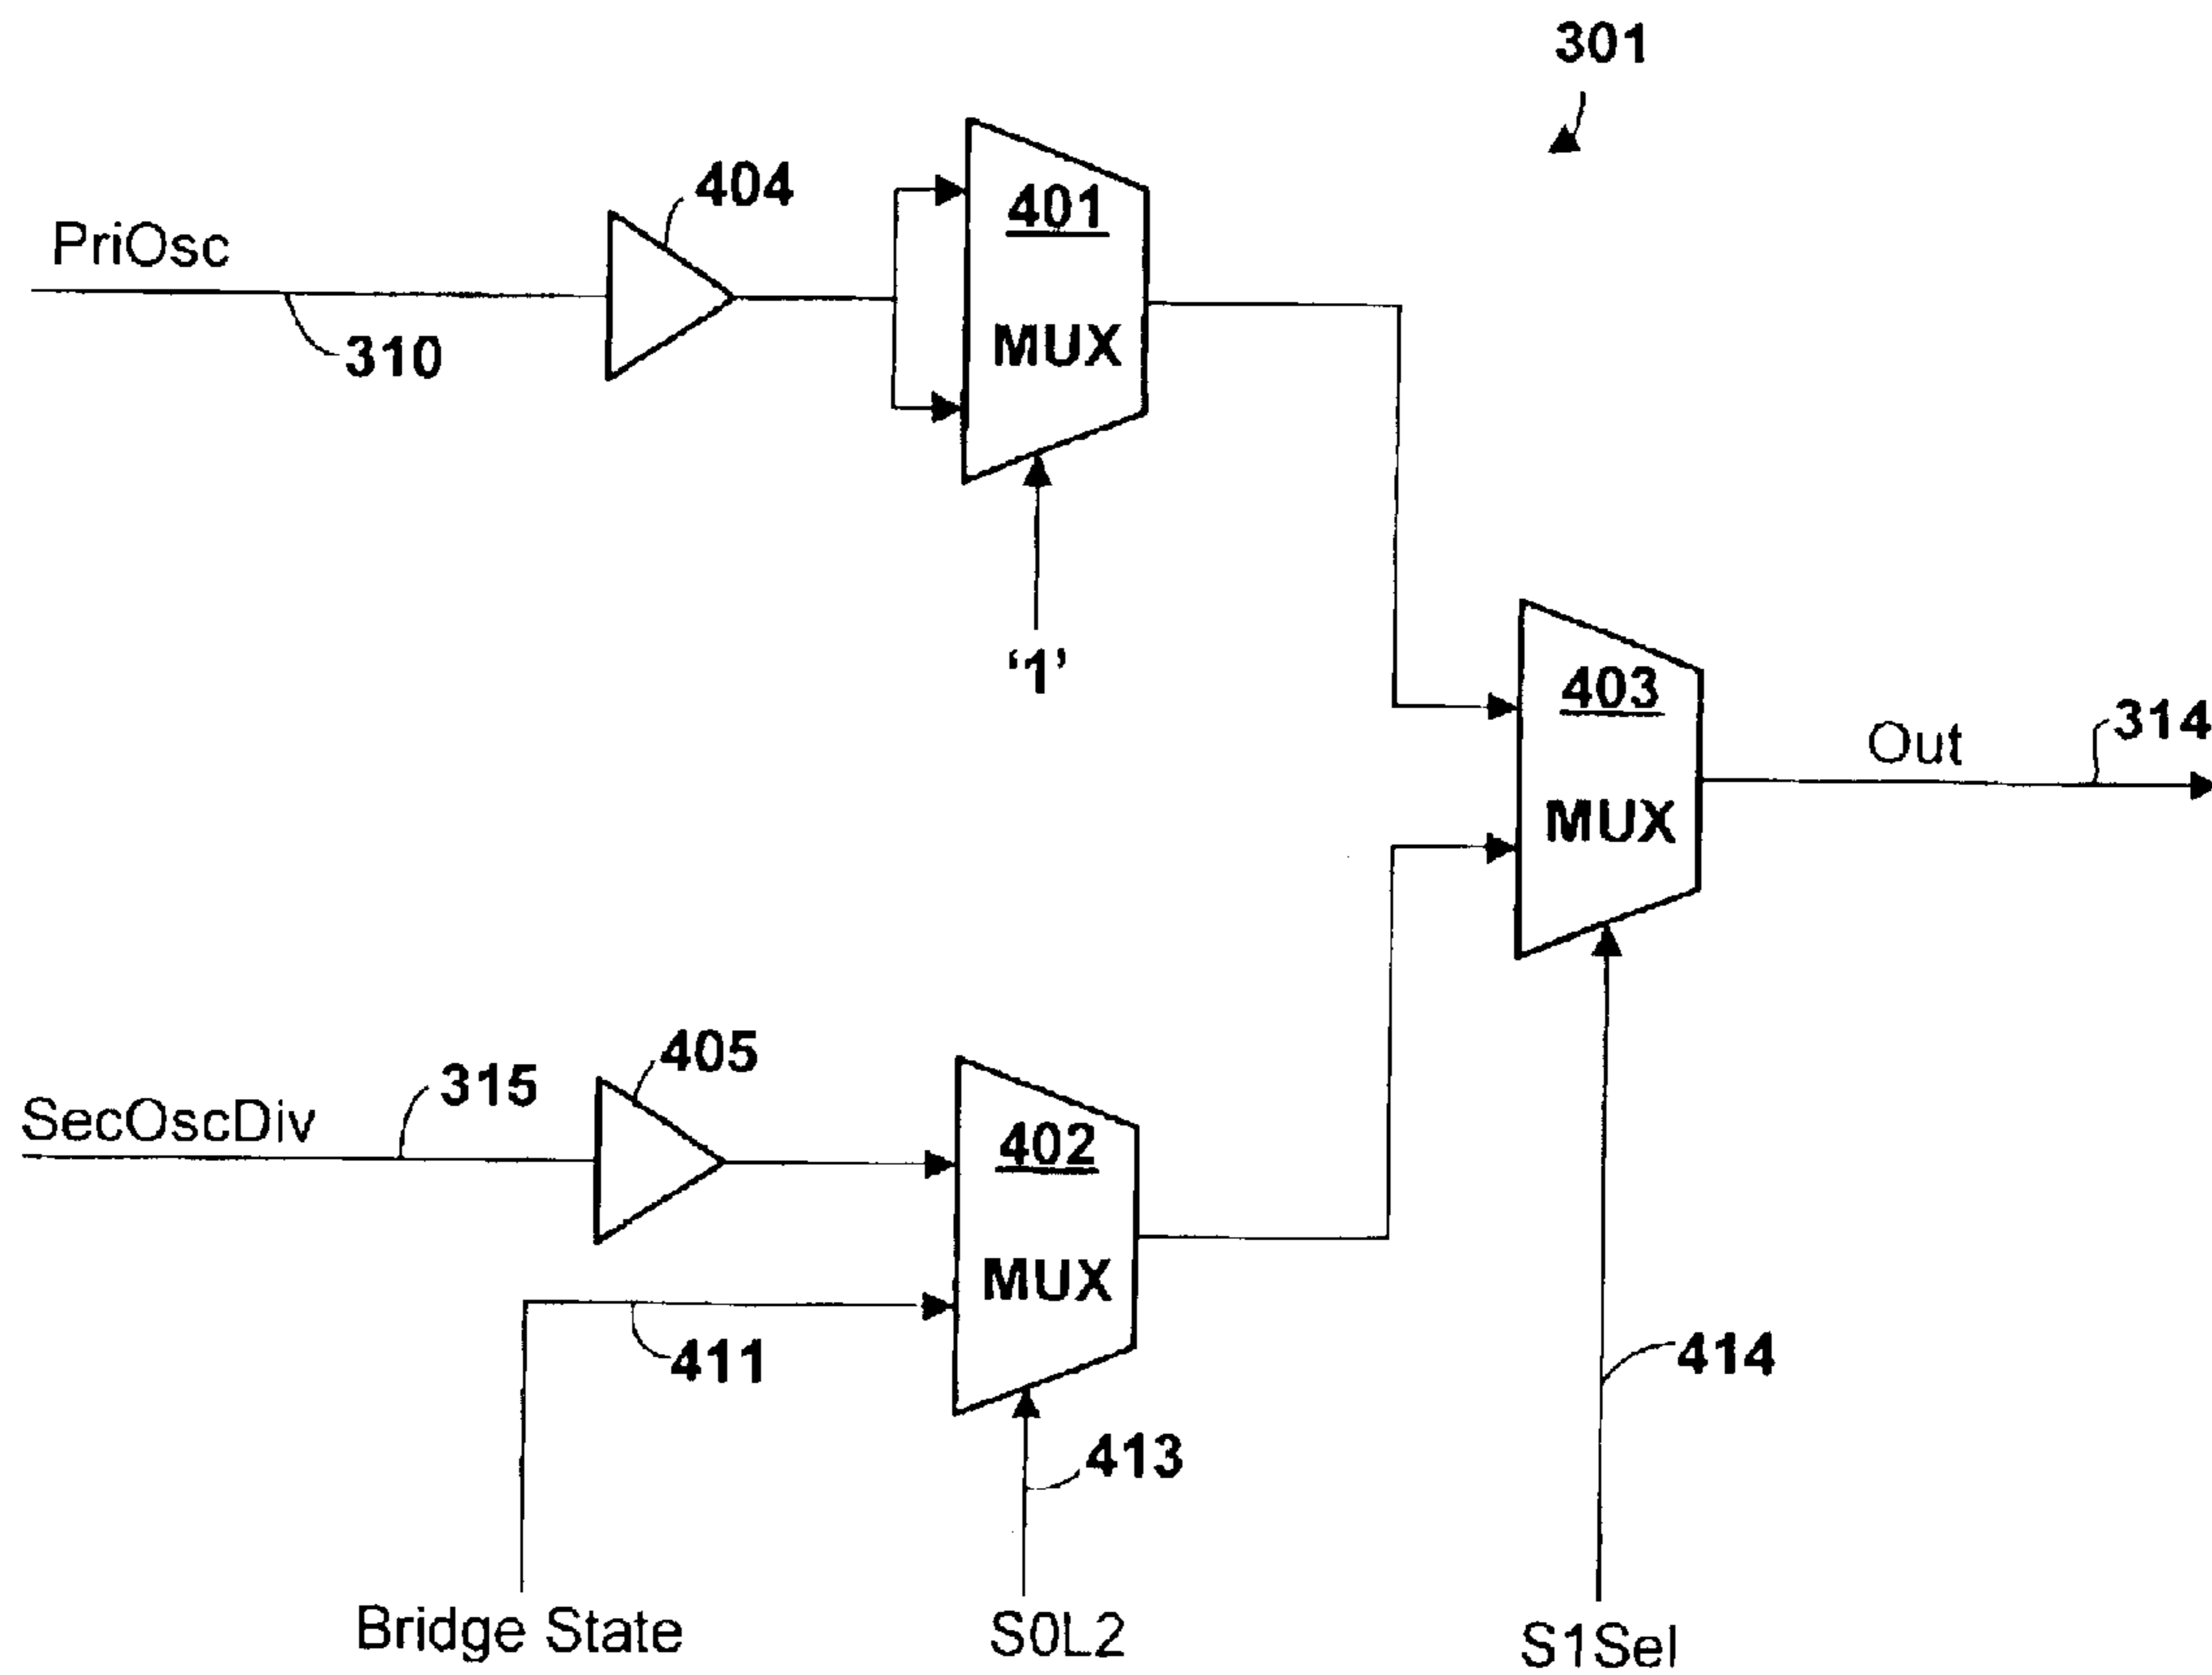 301
404
401
PriOsc
310
MUX
'1'
403
314
Out
MUX
405
315
SecOscDiv
402
MUX
411
414
413
Bridge State
S0L2
S1Sel